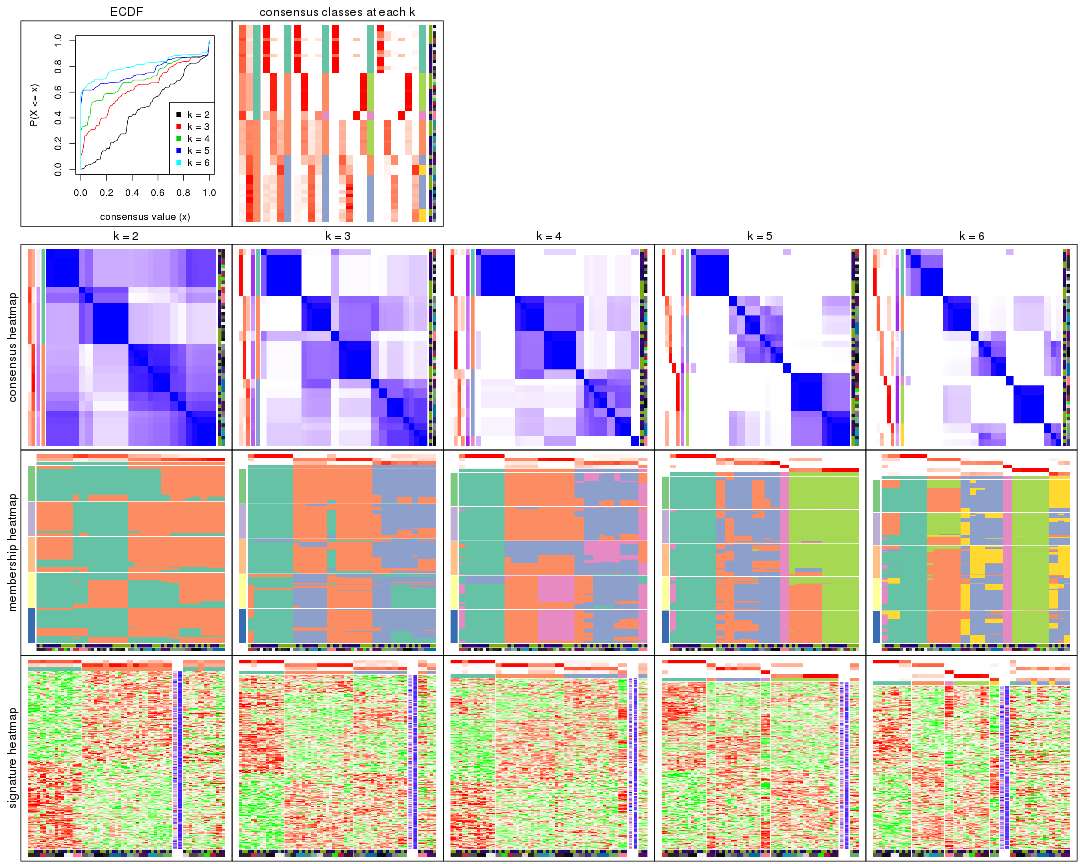 ECDF
consensus classes at each k
P(X <= x)
0.0 0.2 0.4 0.6 0.8 1.0
k = 2
k = 3
k = 4
k = 5
k = 6
0.0 0.2 0.4 0.6 0.8 1.0
consensus value (x)
k = 2
k = 3
k = 4
k = 5
k = 6
consensus heatmap
membership heatmap
signature heatmap